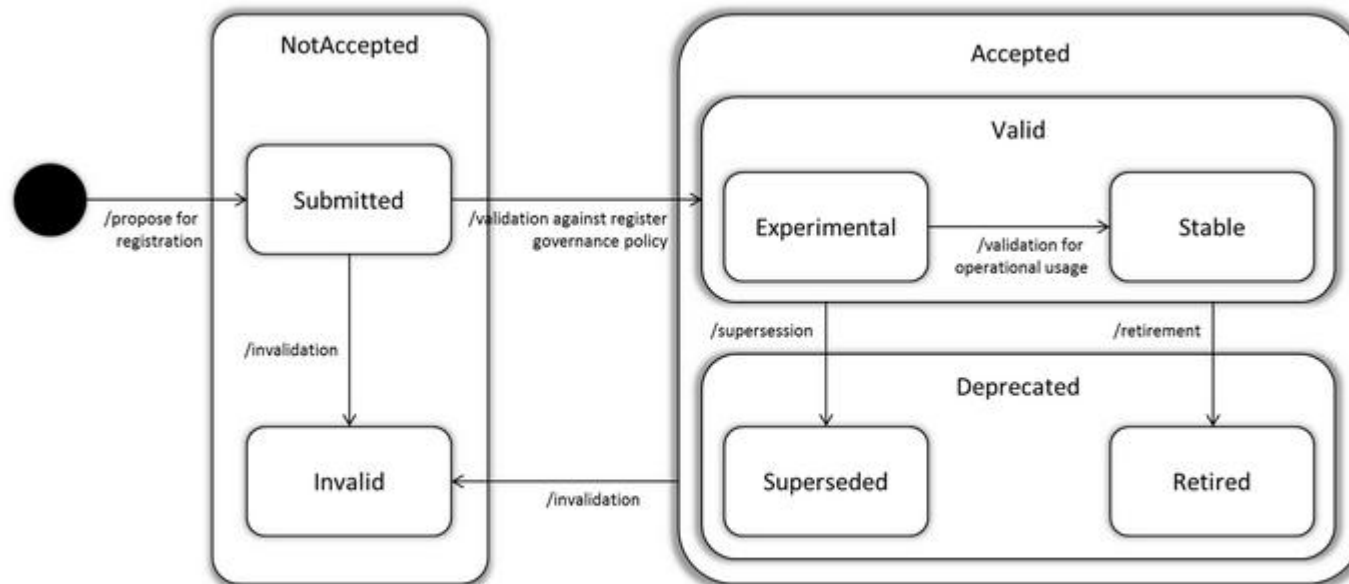 NotAccepted
Accepted
Valid
Submitted
/propose for
registration
/validation against register
governance policy
Experimental
/validation for
operational usage
Stable
/invalidation
/supersession
/retirement
Deprecated
Invalid
/invalidation
Superseded
Retired